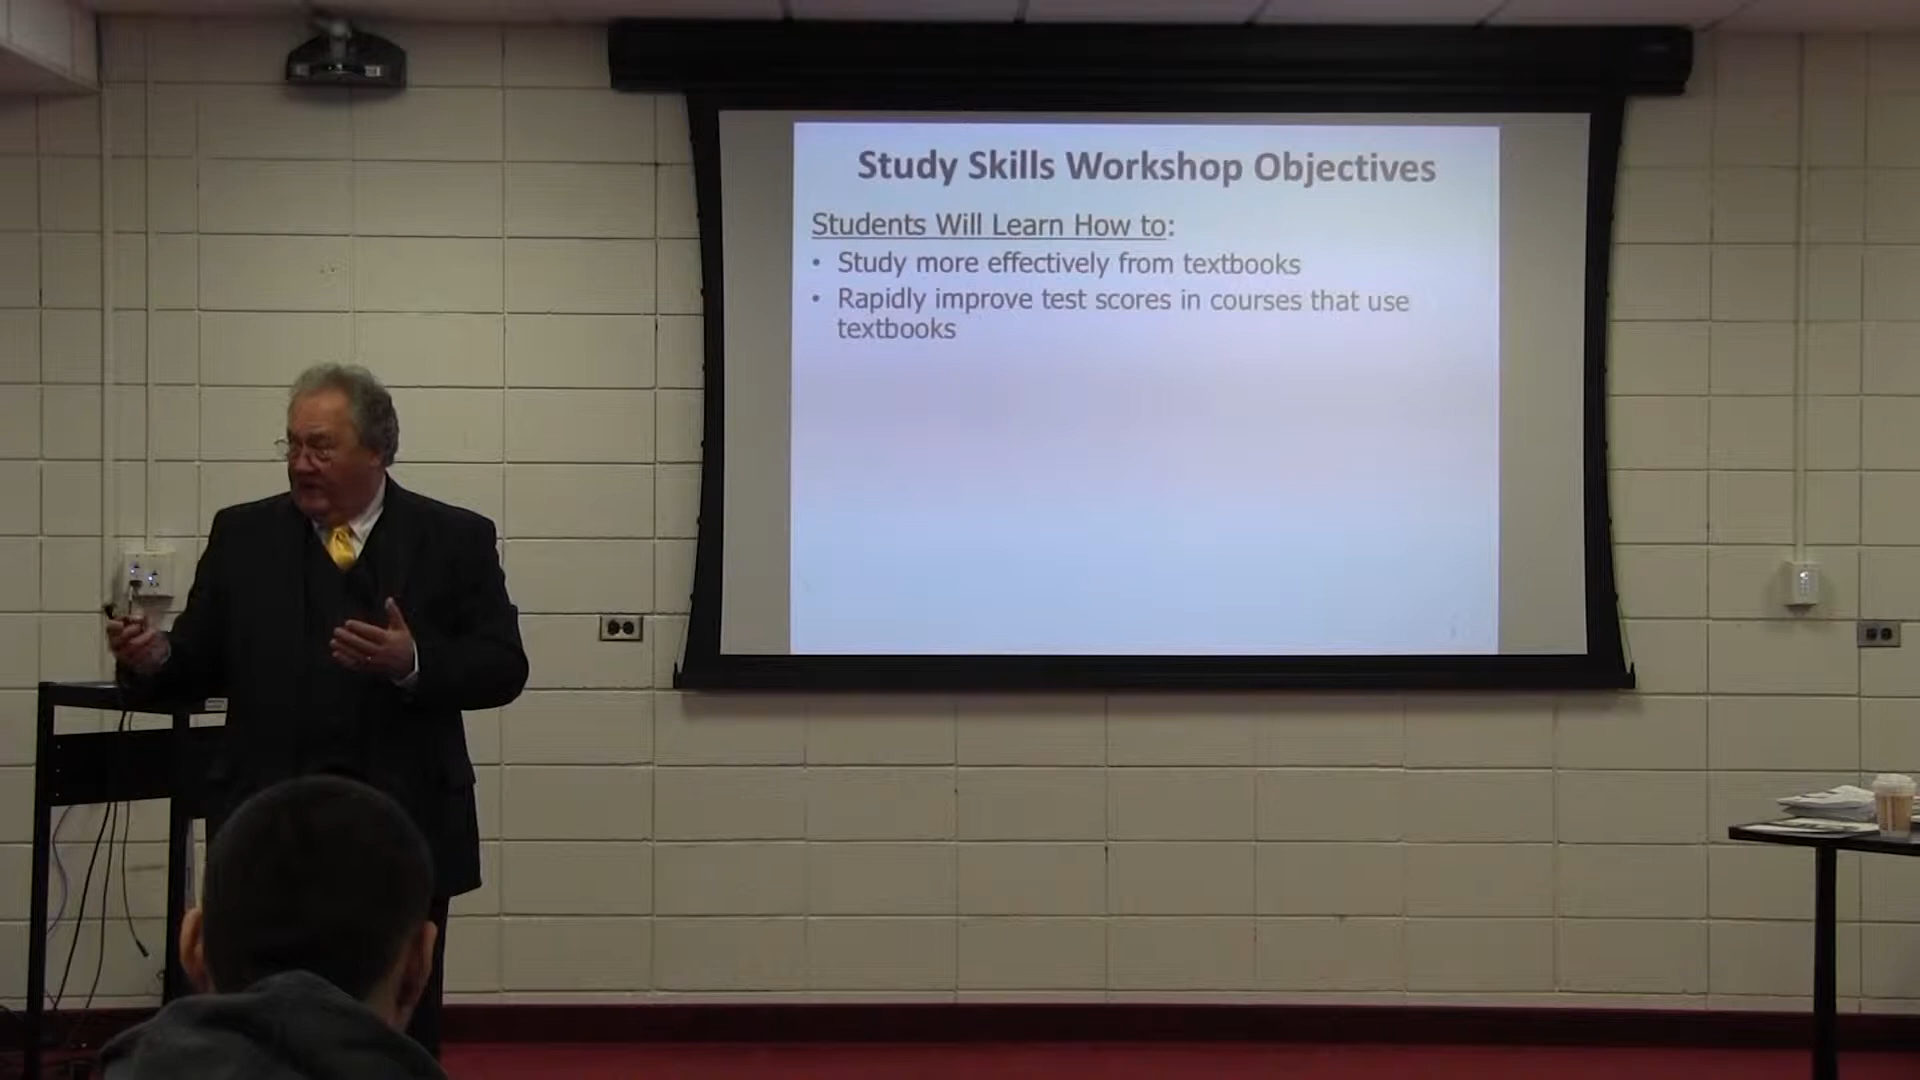 Study Skills Workshop Objectives
Students Will Learn How to:
• Study more effectively from textbooks
• Rapidly improve test scores in courses that use
textbooks